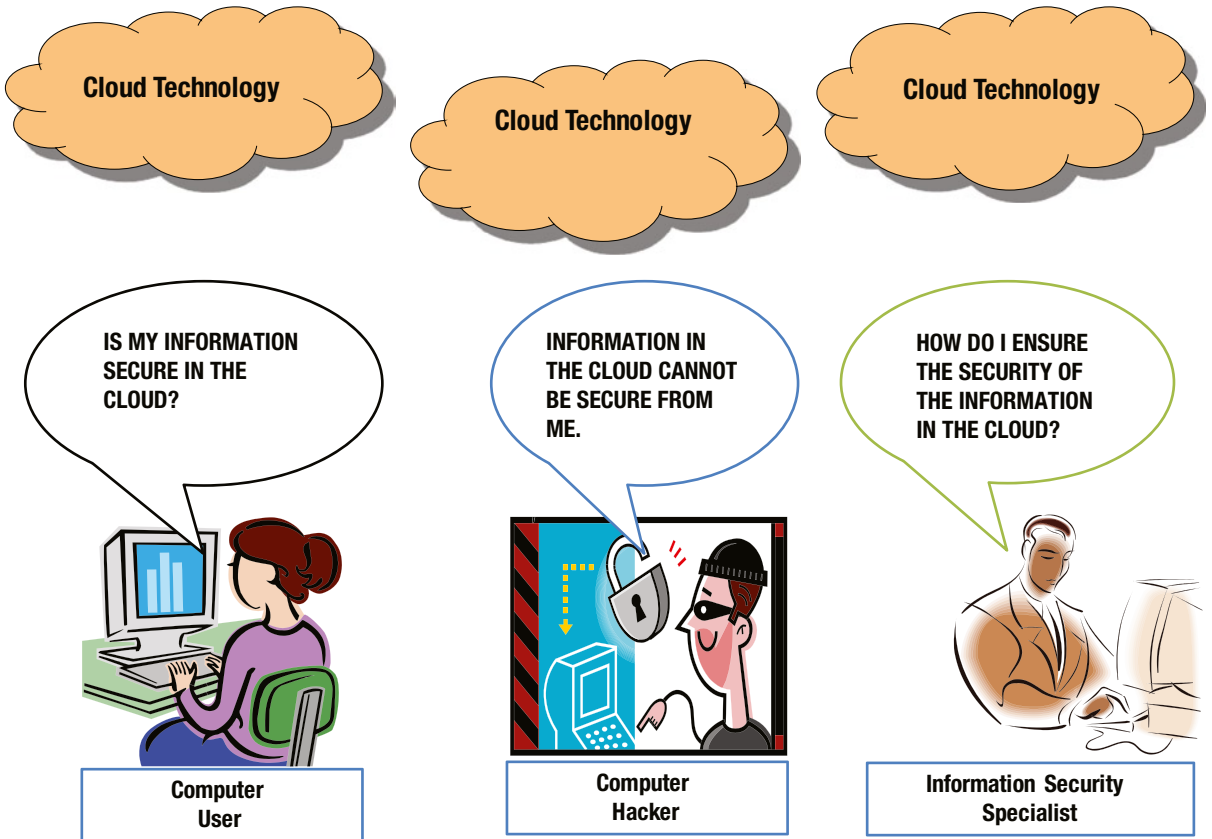 Cloud Technology
Cloud Technology
Cloud Technology
IS MY INFORMATION
SECURE IN THE
CLOUD?
INFORMATION IN
THE CLOUD CANNOT
BE SECURE FROM
ME.
HOW DO I ENSURE
THE SECURITY OF
THE INFORMATION
IN THE CLOUD?
Computer
User
Computer
Hacker
Information Security
Specialist